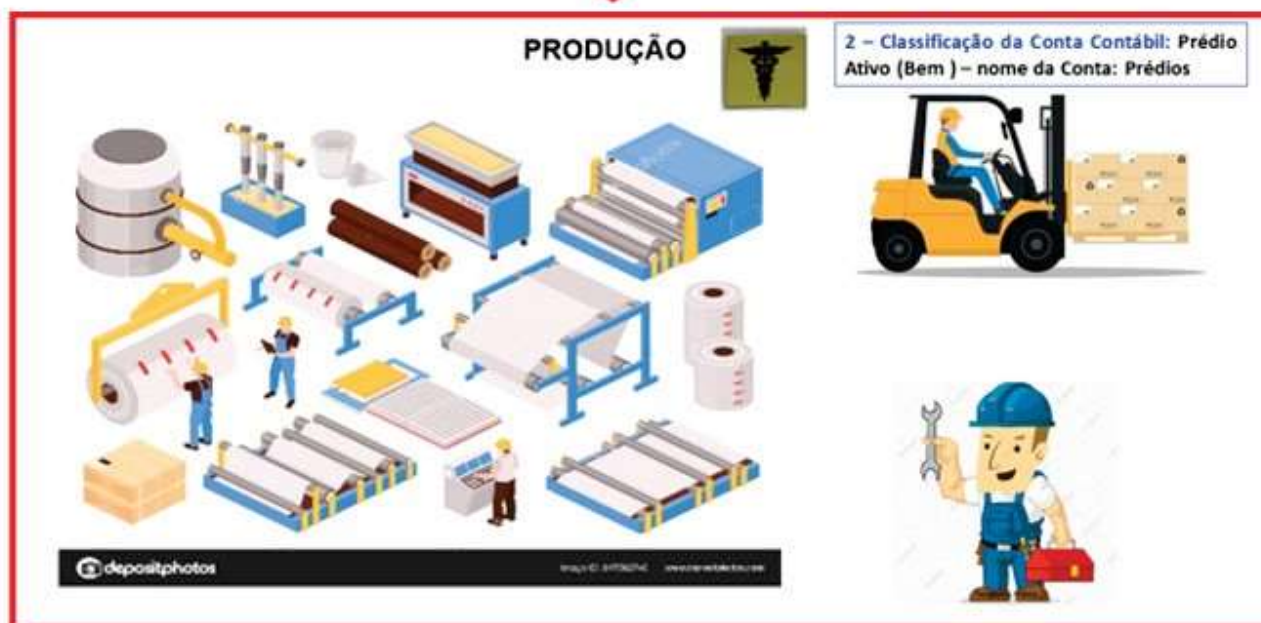 PRODUÇÃO
2 – Classificação da Conta Contábil: Prédio
Ativo (Bem ) – nome da Conta: Prédios
depositphotos